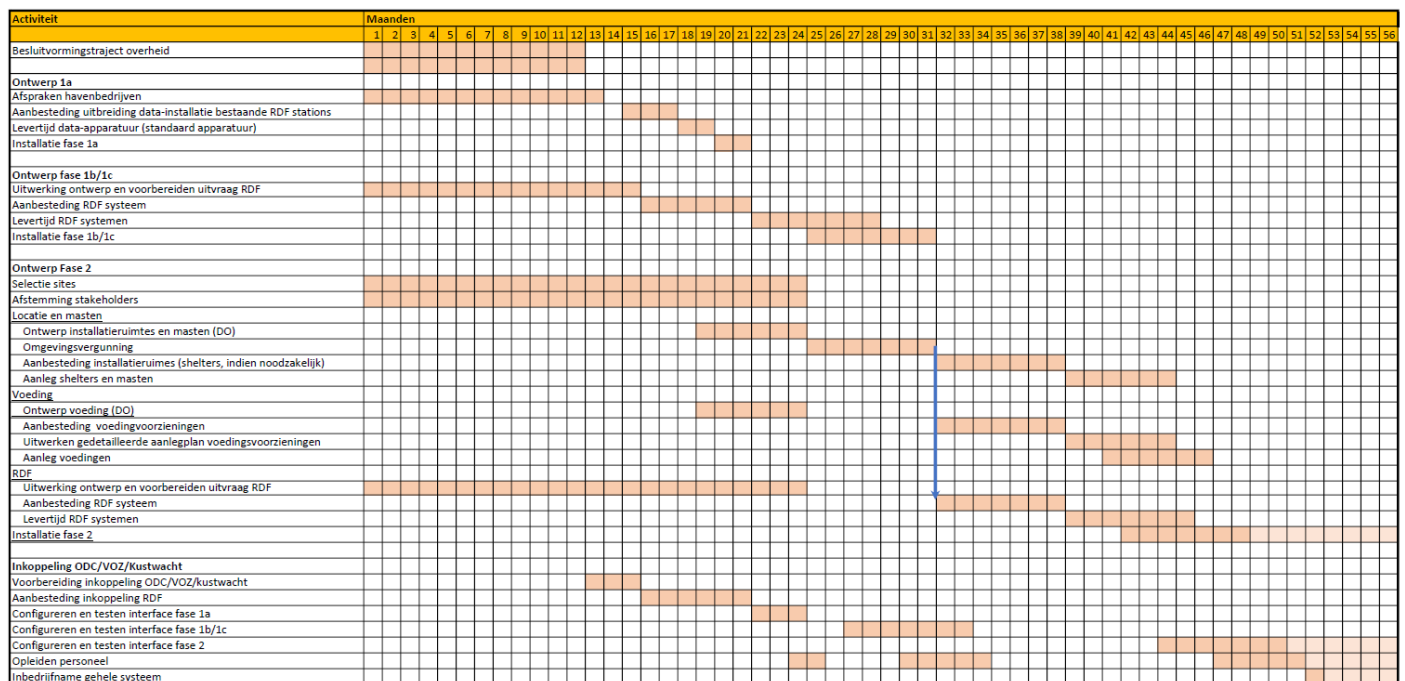 Activiteit Maanden
1 2 3 4 5 6 7 8 9 10 11 12 13 14 15 16 17 18 19 20 21 22 23 24 25 26 27 28 29 30 31 32 33 34 35 36 37 38 39 40 41 42 43 44 45 46 47 48 49 50 51 52 53 54 55 56
Besluitvormingstraject overheid
Ontwerp 1a
Afspraken havenbedrijven
Aanbesteding uitbreiding data-installatie bestaande RDF stations
Levertijd data-apparatuur (standaard apparatuur)
Installatie fase 1a
Ontwerp fase 1b/1c
Uitwerking ontwerp en voorbereiden uitvraag RDF
Aanbesteding RDF systeem
Levertijd RDF systemen
Installatie fase 1b/1c
Ontwerp Fase 2
Selectie sites
Afstemming stakeholders
Locatie en masten
Ontwerp installatieruimtes en masten (DO)
Omgevingsvergunning
Aanbesteding installatieruimes (shelters, indien noodzakelijk)
Aanleg shelters en masten
Voeding
Ontwerp voeding (DO)
Aanbesteding voedingvoorzieningen
Uitwerken gedetailleerde aanlegplan voedingsvoorzieningen
Aanleg voedingen
RDF
Uitwerking ontwerp en voorbereiden uitvraag RDF
Aanbesteding RDF systeem
Levertijd RDF systemen
Installatie fase 2
Inkoppeling ODC/VOZ/Kustwacht
Voorbereiding inkoppeling ODC/VOZ/kustwacht
Aanbesteding inkoppeling RDF
Configureren en testen interface fase 1a
Configureren en testen interface fase 1b/1c
Configureren en testen interface fase 2
Opleiden personeel
Inbedrijfname gehele systeem